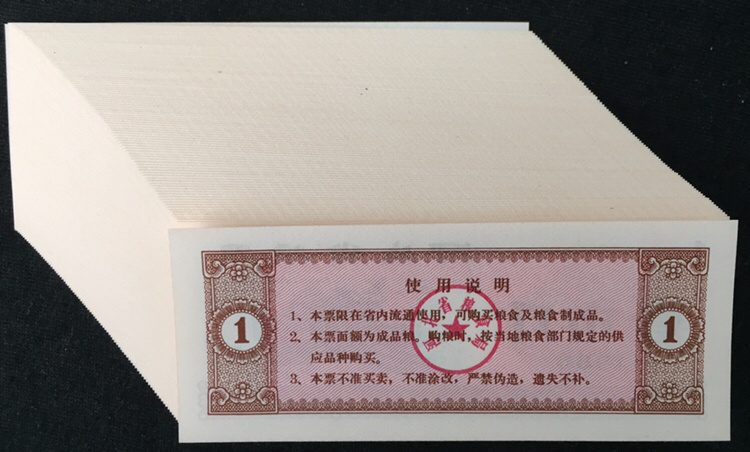 使用说明
1 1、本票限在省内流通使用，可购买粮食及粮食制成品。 1
2、本票面额为成品粮。购粮时，按当地粮食部门规定的供
应品种购买。
3、本票不准买卖，不准涂改，严禁伪造，遗失不补。